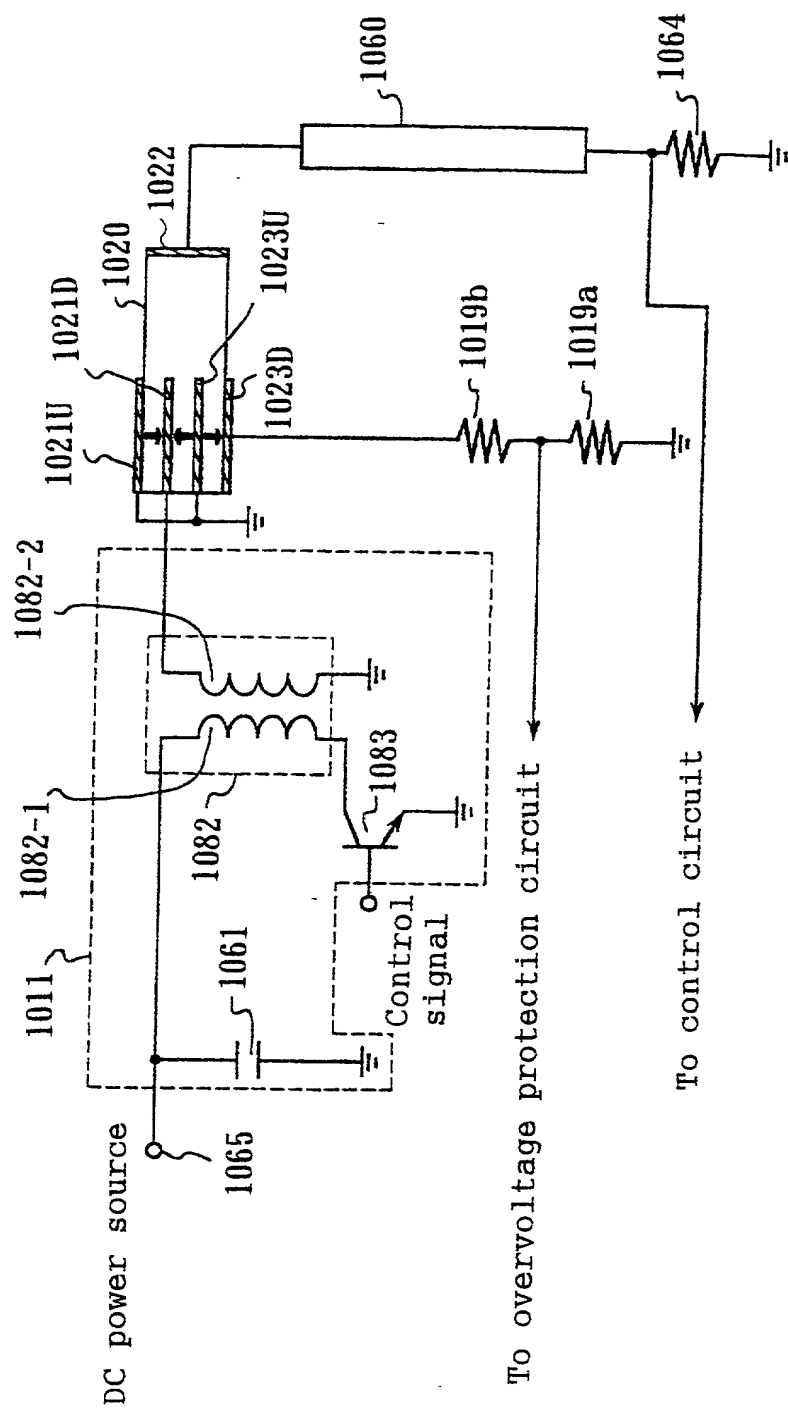 1082-2
1082-1
1011
1021U
1021D
DC power source
1020
1022
1082
1061
1065
1023U
1023D
1060
1083
Control
signal
1019b
To overvoltage protection circuit
1019a
1064
To control circuit